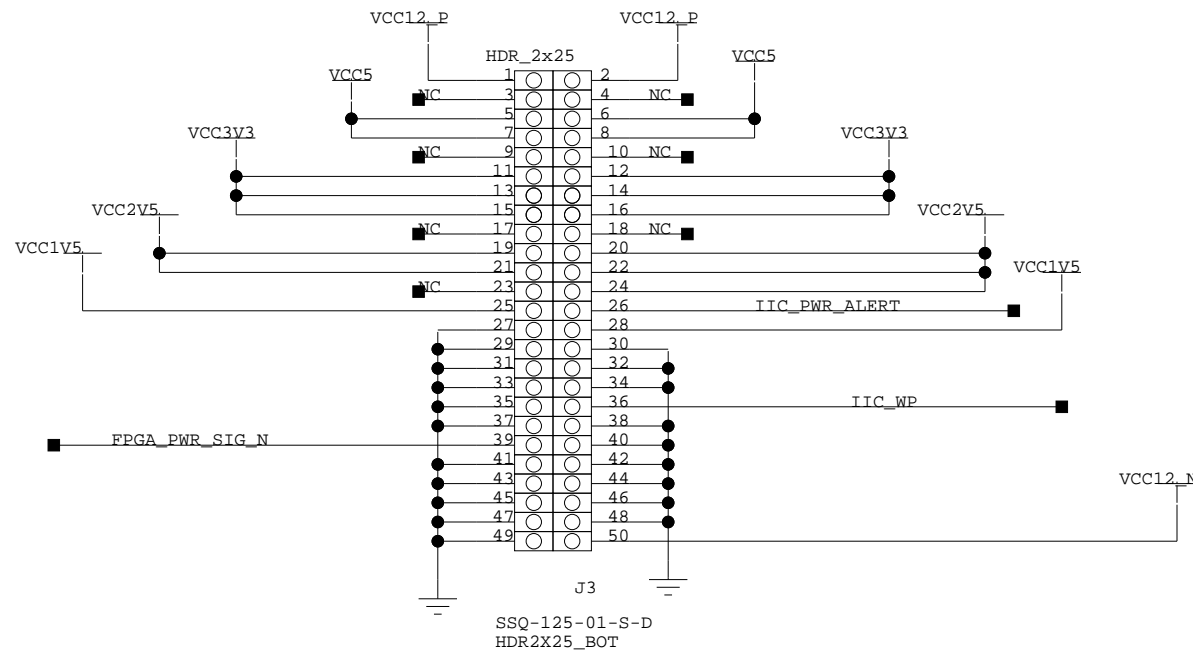 VCC12_P VCC12_P
HDR_2x25
VCC5 VCC5
1 2
NC 3 4 NC
5 6
7 8
VCC3V3 VCC3V3
NC 9 10 NC
11 12
13 14
15 16
VCC2V5 VCC2V5
NC 17 18 NC
VCC1V5 19 20
21 22 VCC1V5
NC 23 24
25 26 IIC_PWR_ALERT
27 28
29 30
31 32
33 34
35 36 IIC_WP
37 38
FPGA_PWR_SIG_N 39 40
41 42
43 44
VCC12_N
45 46
47 48
49 50
J3
SSQ-125-01-S-D
HDR2X25_BOT